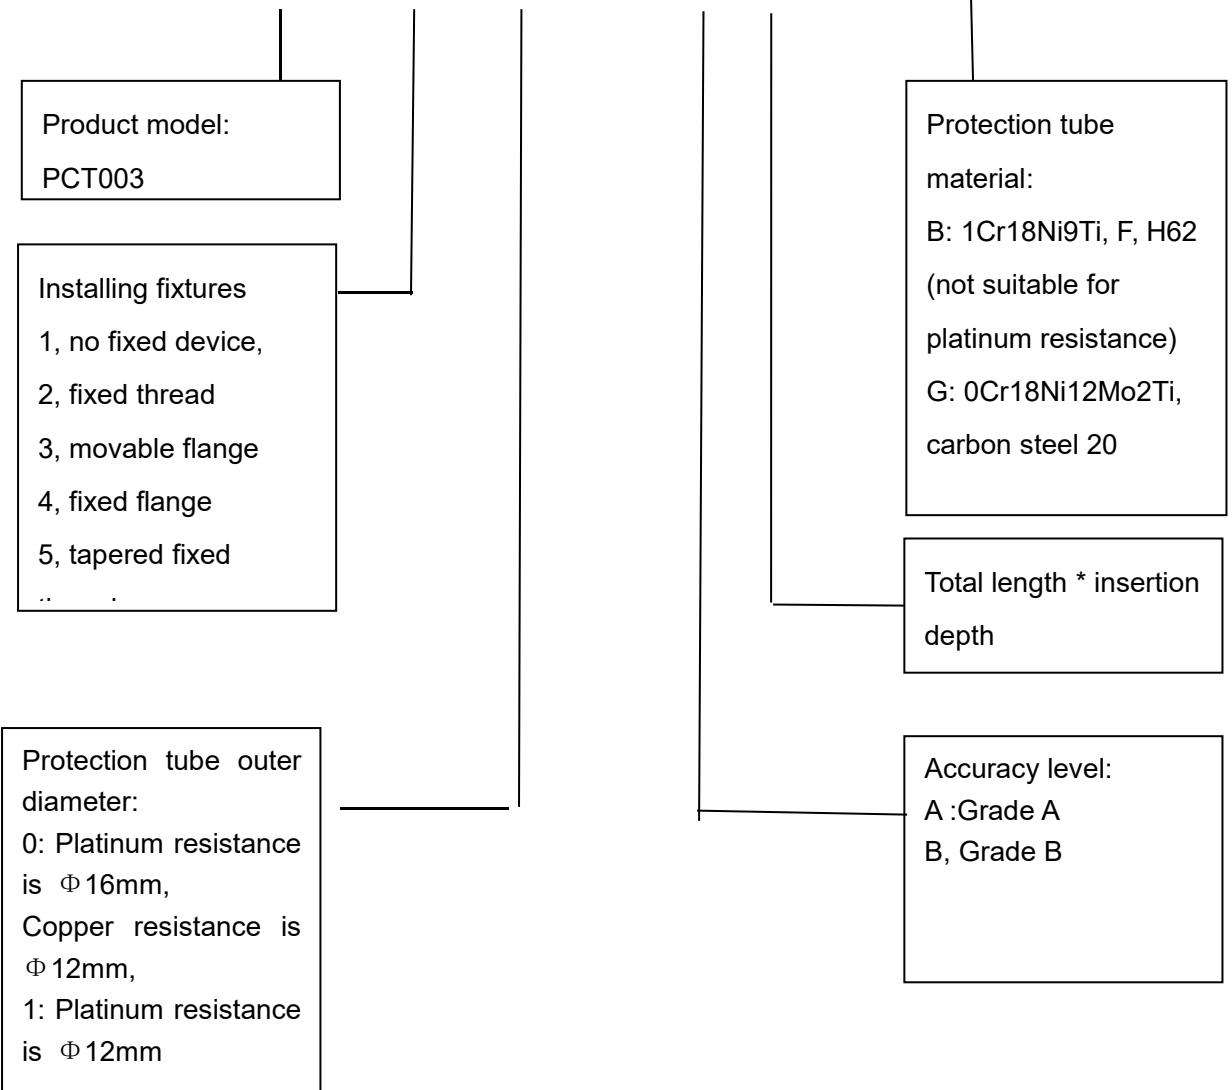 Product model:
PCT003
Installing fixtures
1, no fixed device,
2, fixed thread
3, movable flange
4, fixed flange
5, tapered fixed
Protection tube outer
diameter:
0: Platinum resistance
is Φ16mm,
Copper resistance is
Φ12mm,
1: Platinum resistance
is Φ12mm
Protection tube
material:
B: 1Cr18Ni9Ti, F, H62
(not suitable for
platinum resistance)
G: 0Cr18Ni12Mo2Ti,
carbon steel 20
Total length * insertion
depth
Accuracy level:
A :Grade A
B, Grade B